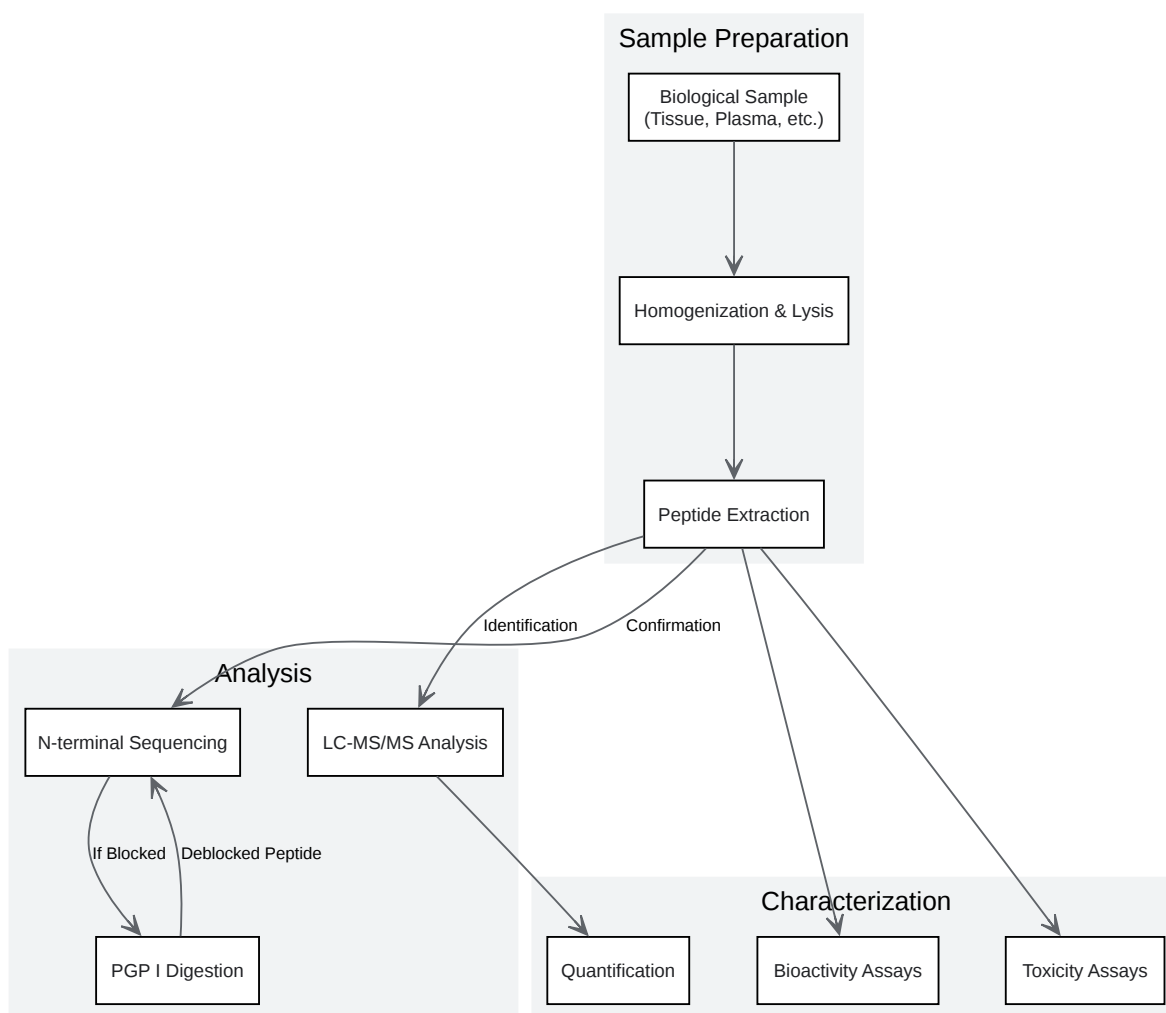 Sample Preparation
Biological Sample
(Tissue, Plasma, etc.)
Homogenization & Lysis
Peptide Extraction
Identification
Confirmation
Analysis
N-terminal Sequencing
LC-MS/MS Analysis
If Blocked
Deblocked Peptide
PGP I Digestion
Characterization
Quantification
Bioactivity Assays
Toxicity Assays